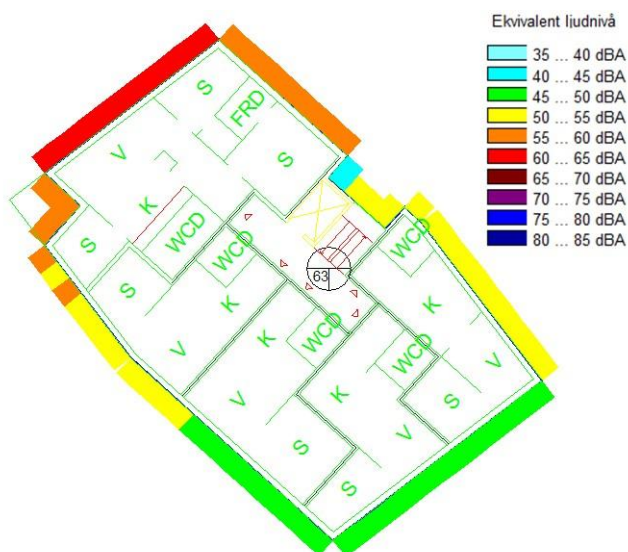 Ekvivalent ljudnivå
35 ... 40 dBA
40 ... 45 dBA
45 ... 50 dBA
50 ... 55 dBA
55 ... 60 dBA
60 ... 65 dBA
65 ... 70 dBA
70 ... 75 dBA
75 ... 80 dBA
80 ... 85 dBA
S
FRD
V
S
K
WCD
S
WCD
WCD
63
S
K
K
V
K
WCD
WCD
V
V
K
S
V
S
S